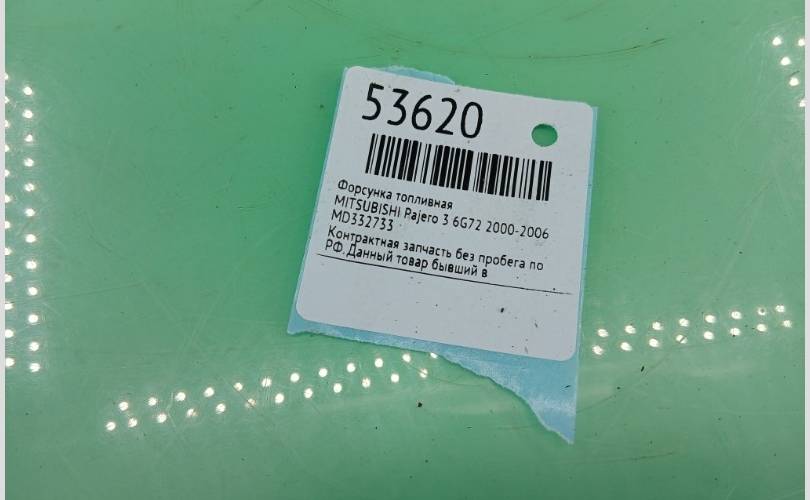 53620
Форсунка топливная
MITSUBISHI Pajero 3 6G72 2000-2006
MD332733
Контрактная запчасть без пробега по
РФ. Данный товар бывший в